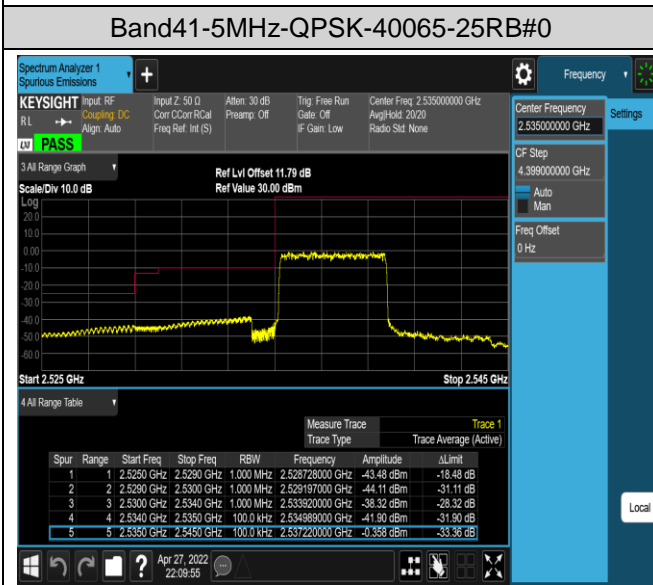 Band41-5MHz-QPSK-40065-25RB#0
Spectrum Analyzer 1
Spurious Emissions
+
Frequency
KEYSIGHT
RL
LXI PASS
Input: RF
Coupling: DC
Align: Auto
Input Z: 50 Ω
Corr CCorr RCal
Freq Ref: Int (S)
Atten: 30 dB
Preamp: Off
Trig: Free Run
Gate: Off
IF Gain: Low
Center Freq: 2.535000000 GHz
Avg|Hold: 20/20
Radio Std: None
Center Frequency
2.535000000 GHz
Settings
CF Step
4.399000000 GHz
Auto
Man
Freq Offset
0 Hz
3 All Range Graph
Scale/Div 10.0 dB
Ref Lvl Offset 11.79 dB
Ref Value 30.00 dBm
Log
20.0
10.0
0.00
-10.0
-20.0
-30.0
-40.0
-50.0
-60.0
Start 2.525 GHz
Stop 2.545 GHz
4 All Range Table
Measure Trace Trace 1
Trace Type Trace Average (Active)
Spur Range Start Freq Stop Freq RBW Frequency Amplitude ΔLimit
1 1 2.5250 GHz 2.5290 GHz 1.000 MHz 2.528728000 GHz -43.48 dBm -18.48 dB
2 2 2.5290 GHz 2.5300 GHz 1.000 MHz 2.529197000 GHz -44.11 dBm -31.11 dB
3 3 2.5300 GHz 2.5340 GHz 1.000 MHz 2.533920000 GHz -38.32 dBm -28.32 dB
4 4 2.5340 GHz 2.5350 GHz 100.0 kHz 2.534989000 GHz -41.90 dBm -31.90 dB
5 5 2.5350 GHz 2.5450 GHz 100.0 kHz 2.537220000 GHz -0.358 dBm -33.36 dB
Local
?
Apr 27, 2022
22:09:55